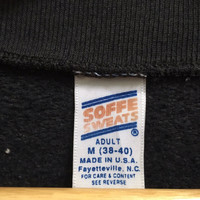 SOFFE
SWEATS
ADULT
M (38-40)
MADE IN U.S.A.
Fayetteville, N.C.
FOR CARE & CONTENT
SEE REVERSE